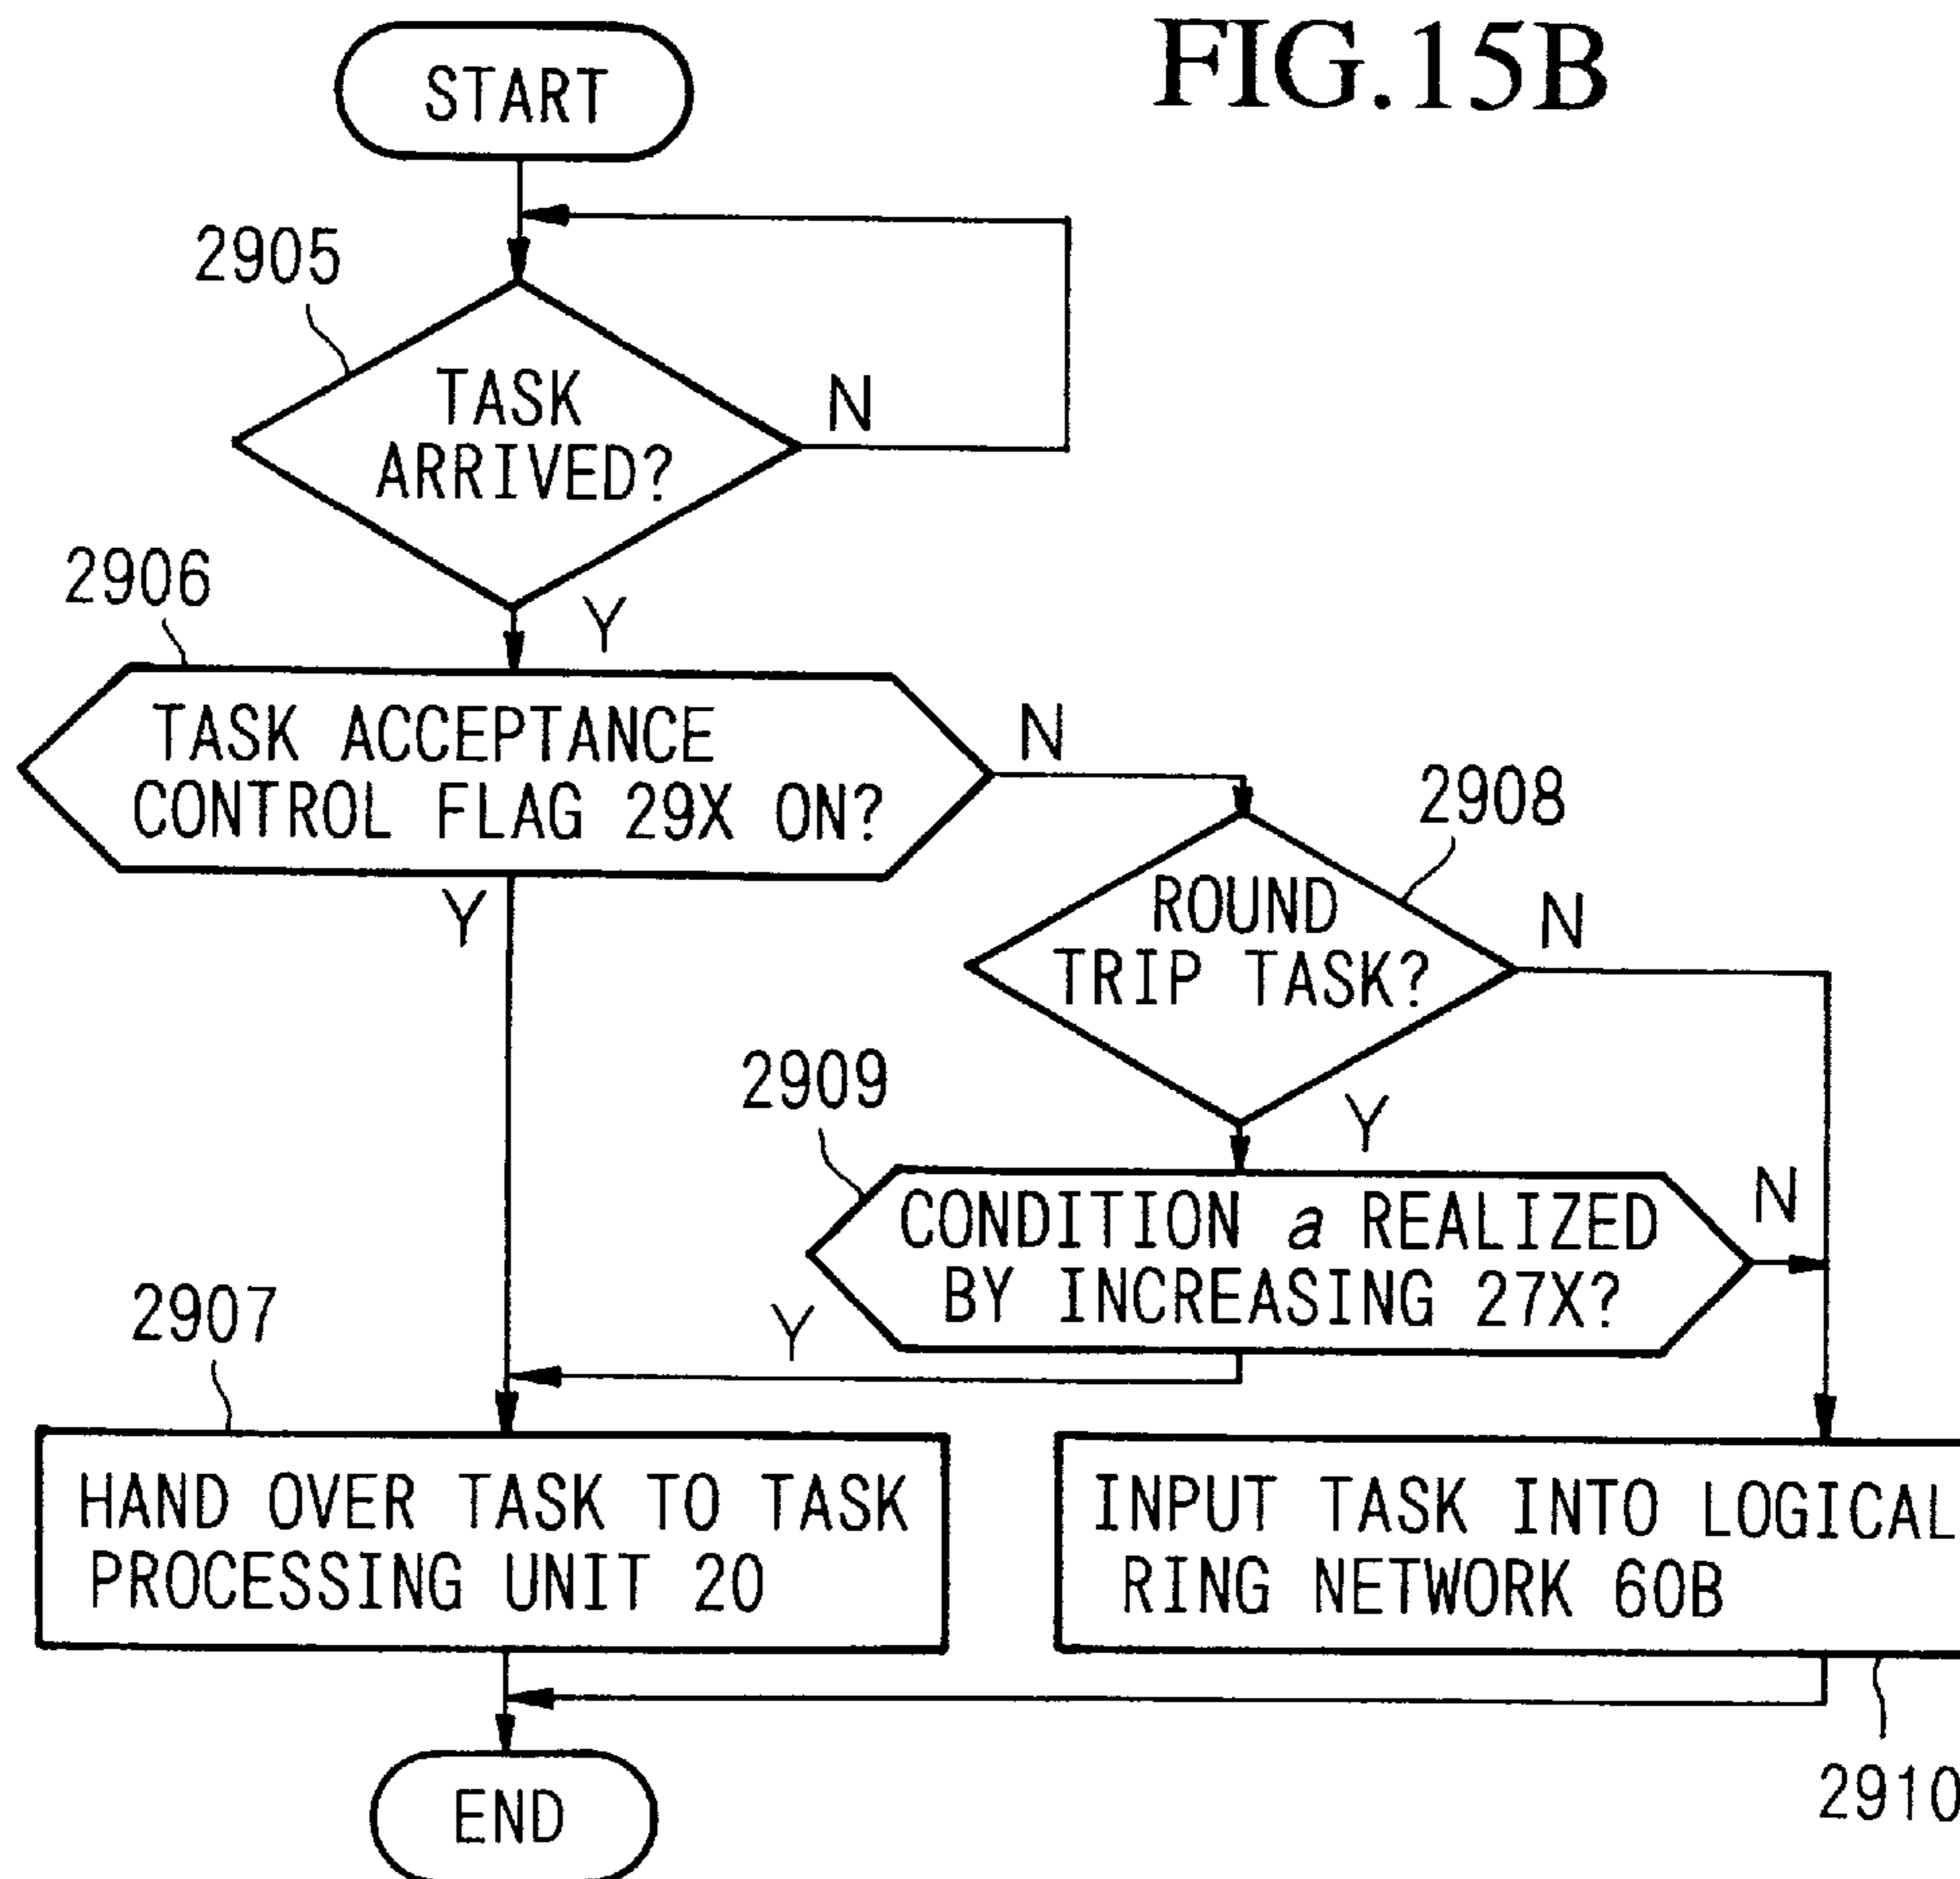 FIG.15B
START
2905
TASK
ARRIVED?
N
2906
Y
TASK ACCEPTANCE
CONTROL FLAG 29X ON?
N
2908
Y
ROUND
TRIP TASK?
N
2909
Y
CONDITION a REALIZED
BY INCREASING 27X?
N
2907
Y
HAND OVER TASK TO TASK
PROCESSING UNIT 20
INPUT TASK INTO LOGICAL
RING NETWORK 60B
END
2910